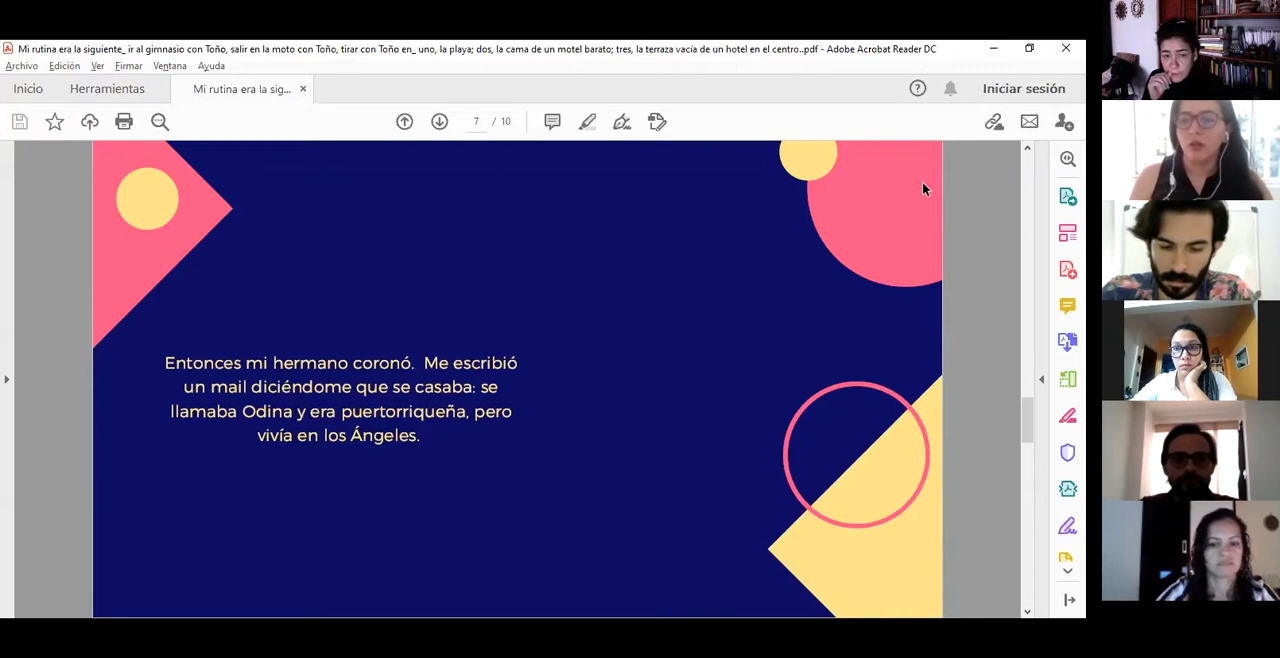 Mi rutina era la siguiente_ ir al gimnasio con Toño, salir en la moto con Toño, tirar con Toño en_ uno, la playa; dos, la cama de un motel barato; tres, la terraza vacía de un hotel en el centro..pdf - Adobe Acrobat Reader DC
Archivo Edición Ver Firmar Ventana Ayuda
Inicio Herramientas Mi rutina era la sig... × Iniciar sesión
7 / 10
Entonces mi hermano coronó. Me escribió
un mail diciéndome que se casaba: se
llamaba Odina y era puertorriqueña, pero
vivía en los Ángeles.